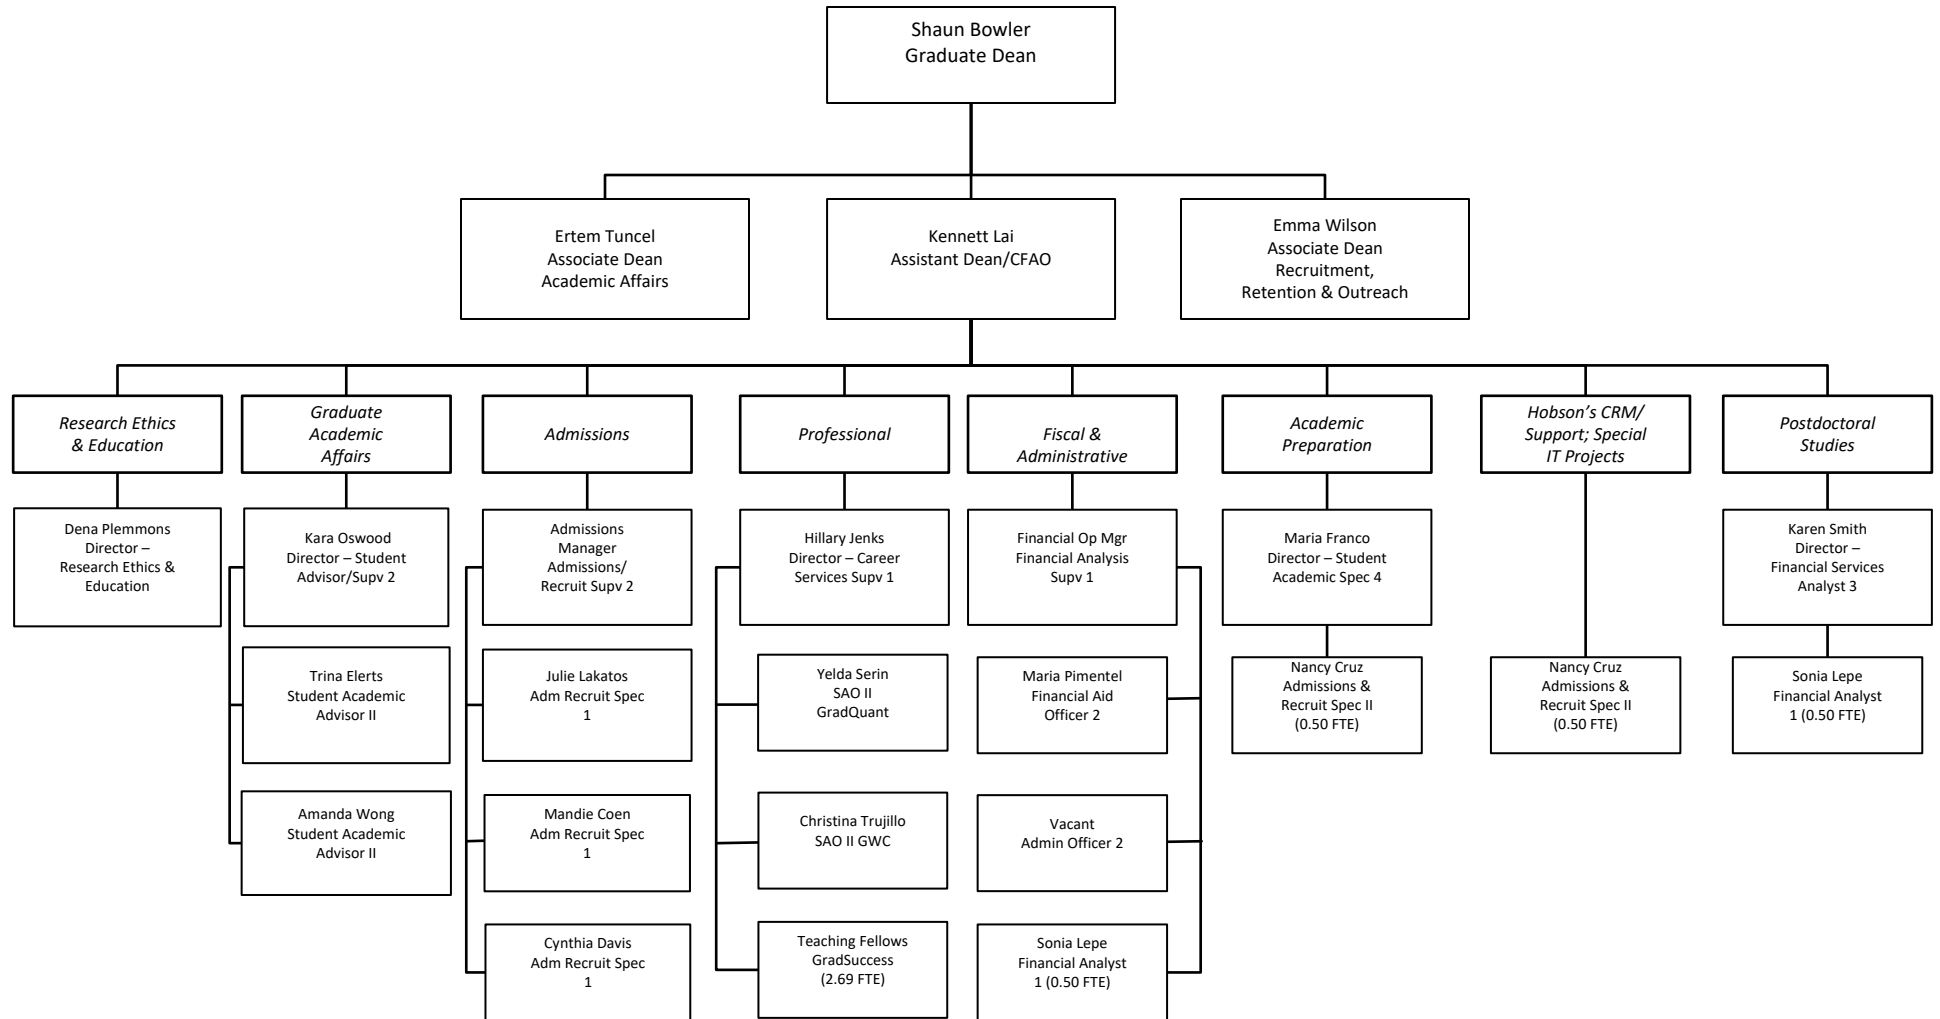 Shaun Bowler
Graduate Dean
Ertem Tuncel
Associate Dean
Academic Affairs
Kennett Lai
Assistant Dean/CFAO
Emma Wilson
Associate Dean
Recruitment,
Retention & Outreach
Research Ethics
& Education
Graduate
Academic
Affairs
Admissions
Professional
Fiscal &
Administrative
Academic
Preparation
Hobson’s CRM/
Support; Special
IT Projects
Postdoctoral
Studies
Dena Plemmons
Director –
Research Ethics &
Education
Kara Oswood
Director – Student
Advisor/Supv 2
Admissions
Manager
Admissions/
Recruit Supv 2
Hillary Jenks
Director – Career
Services Supv 1
Financial Op Mgr
Financial Analysis
Supv 1
Maria Franco
Director – Student
Academic Spec 4
Karen Smith
Director –
Financial Services
Analyst 3
Trina Elerts
Student Academic
Advisor II
Julie Lakatos
Adm Recruit Spec
1
Yelda Serin
SAO II
GradQuant
Maria Pimentel
Financial Aid
Officer 2
Nancy Cruz
Admissions &
Recruit Spec II
(0.50 FTE)
Nancy Cruz
Admissions &
Recruit Spec II
(0.50 FTE)
Sonia Lepe
Financial Analyst
1 (0.50 FTE)
Amanda Wong
Student Academic
Advisor II
Mandie Coen
Adm Recruit Spec
1
Christina Trujillo
SAO II GWC
Vacant
Admin Officer 2
Cynthia Davis
Adm Recruit Spec
1
Teaching Fellows
GradSuccess
(2.69 FTE)
Sonia Lepe
Financial Analyst
1 (0.50 FTE)